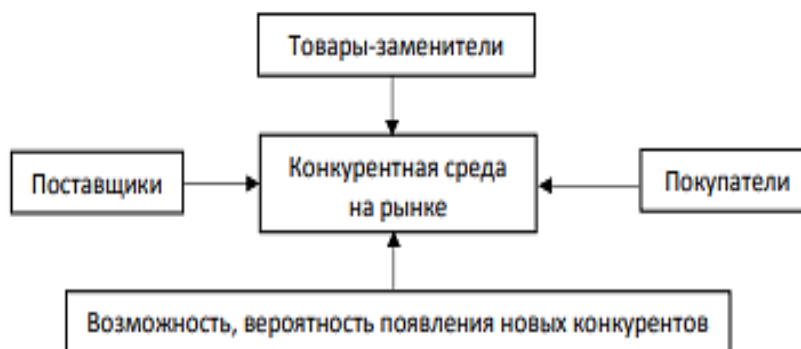 Товары-заменители
Поставщики
Конкурентная среда
на рынке
Покупатели
Возможность, вероятность появления новых конкурентов